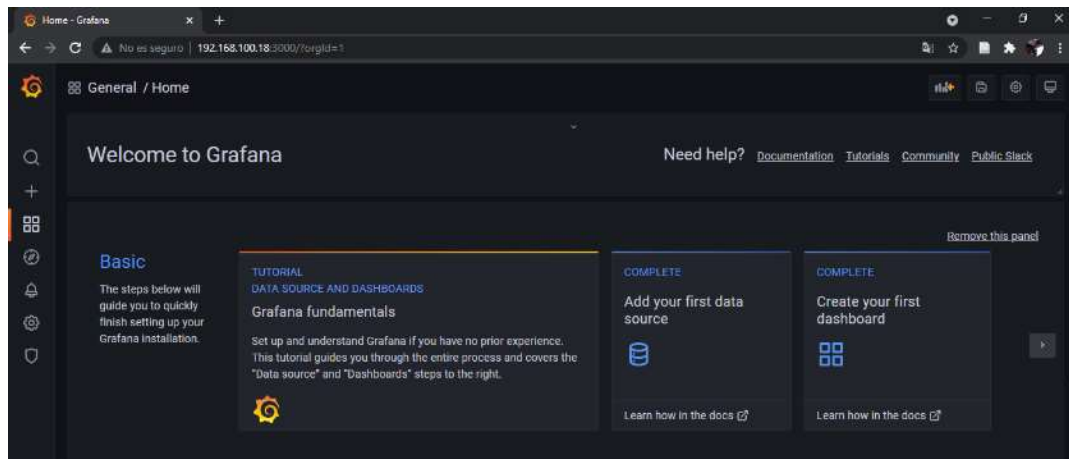 Home - Grafana
No es seguro | 192.168.100.18:3000/?orgId=1
General / Home
Welcome to Grafana
Need help? Documentation Tutorials Community Public Slack
Remove this panel
Basic
The steps below will
guide you to quickly
finish setting up your
Grafana installation.
TUTORIAL
DATA SOURCE AND DASHBOARDS
Grafana fundamentals
Set up and understand Grafana if you have no prior experience.
This tutorial guides you through the entire process and covers the
"Data source" and "Dashboards" steps to the right.
COMPLETE
Add your first data
source
Learn how in the docs
COMPLETE
Create your first
dashboard
Learn how in the docs